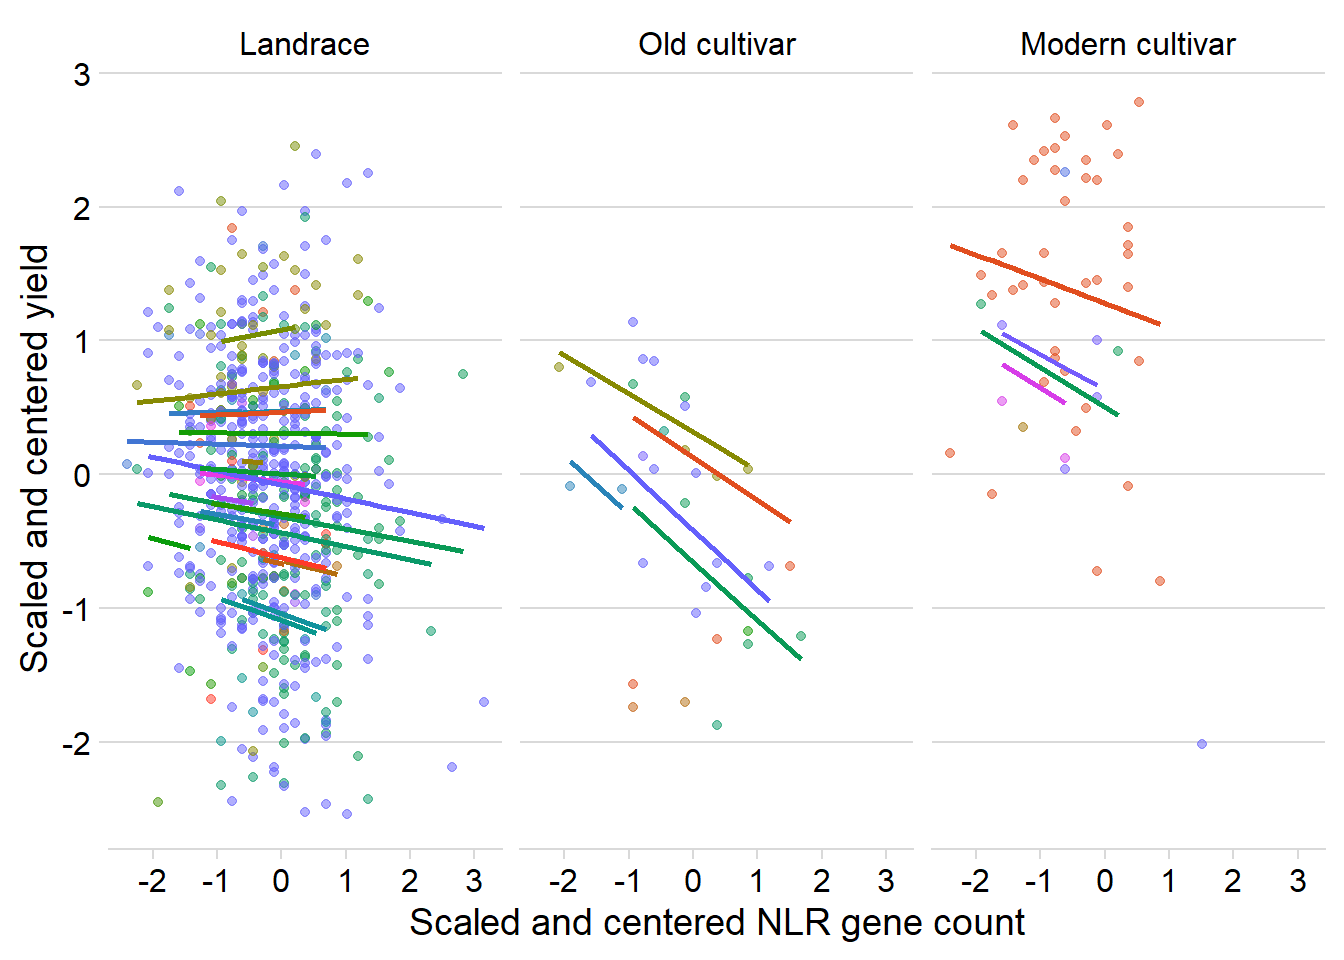 Landrace Old cultivar Modern cultivar
3
2
1
0
-1
-2
Scaled and centered yield
-2 -1 0 1 2 3 -2 -1 0 1 2 3 -2 -1 0 1 2 3
Scaled and centered NLR gene count